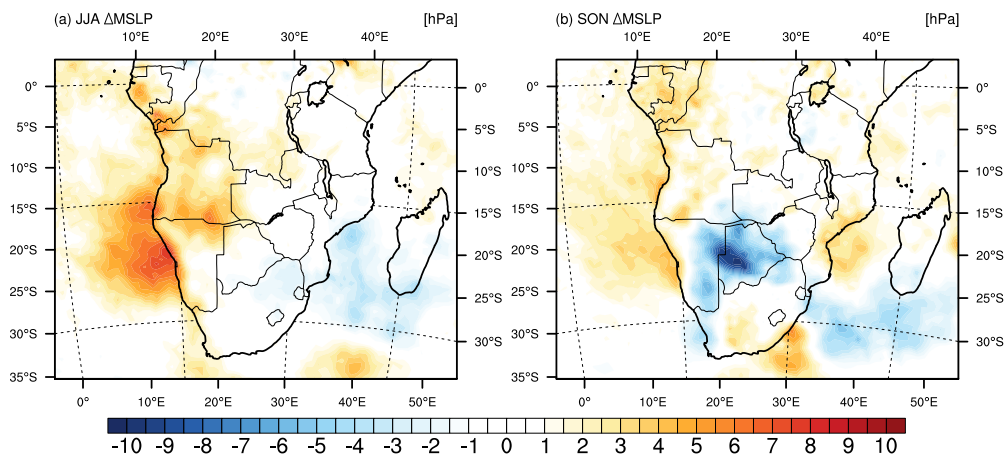 (a) JJA ΔMSLP [hPa] (b) SON ΔMSLP [hPa]
10°E 20°E 30°E 40°E 10°E 20°E 30°E 40°E
0° 0° 0° 0°
5°S 5°S 5°S 5°S
10°S 10°S 10°S 10°S
15°S 15°S 15°S 15°S
20°S 20°S 20°S 20°S
25°S 25°S 25°S 25°S
30°S 30°S 30°S 30°S
35°S 35°S
0° 10°E 20°E 30°E 40°E 50°E 0° 10°E 20°E 30°E 40°E 50°E
-10 -9 -8 -7 -6 -5 -4 -3 -2 -1 0 1 2 3 4 5 6 7 8 9 10